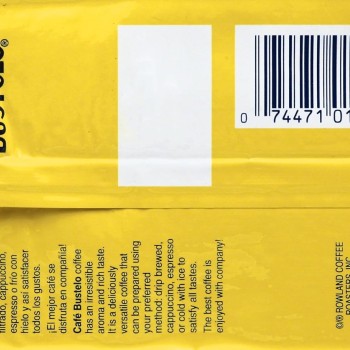 BUSTELO®
0 74471 01
filtrado, cappuccino,
espresso o frío con
hielo y así satisfacer
todos los gustos.
¡El mejor café se
disfruta en compañía!
Café Bustelo coffee
has an irresistible
aroma and rich taste.
It is a deliciously
versatile coffee that
can be prepared using
your preferred
method: drip brewed,
cappuccino, espresso
or cold with ice to
satisfy all tastes.
The best coffee is
enjoyed with company!
©/® ROWLAND COFFEE
ROASTERS, INC.